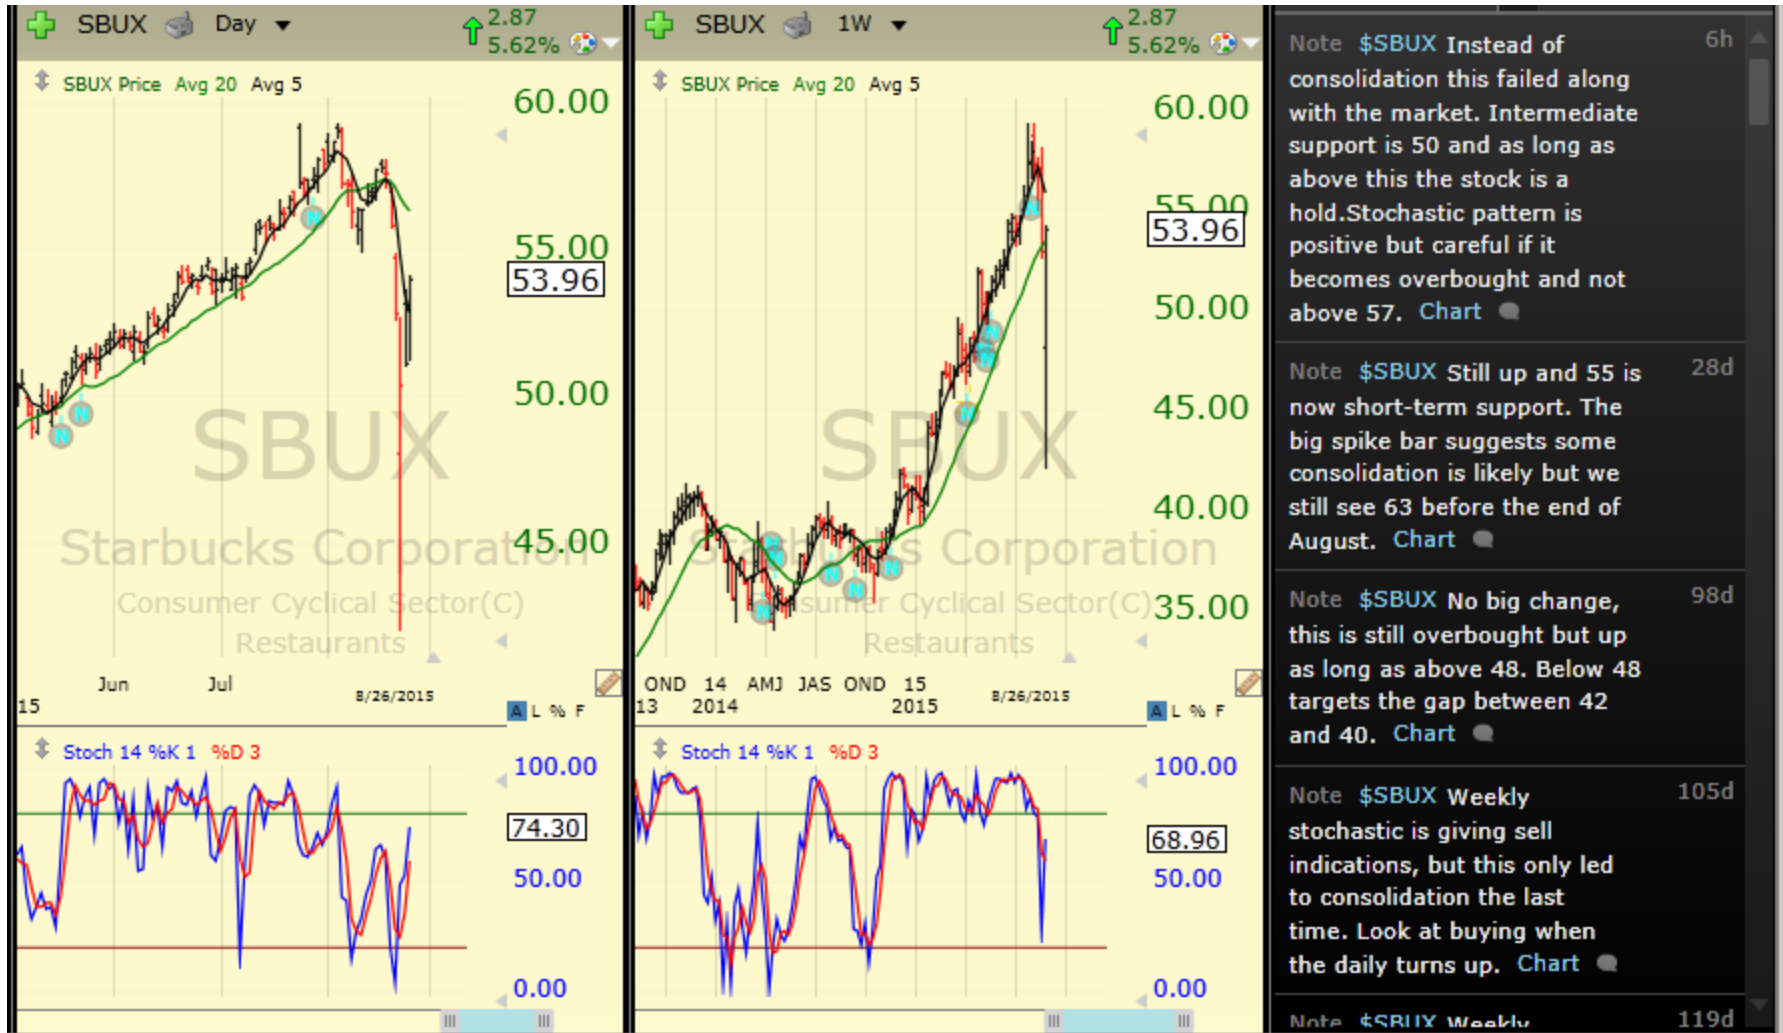 SBUX Day 2.87
5.62%
SBUX Price Avg 20 Avg 5
60.00
55.00
53.96
50.00
45.00
SBUX
Starbucks Corporation
Consumer Cyclical Sector(C)
Restaurants
N
N
N
Jun Jul 8/26/2015
15
A L % F
Stoch 14 %K 1 %D 3
100.00
74.30
50.00
0.00
SBUX 1W 2.87
5.62%
SBUX Price Avg 20 Avg 5
60.00
55.00
53.96
50.00
45.00
40.00
35.00
SBUX
Starbucks Corporation
Consumer Cyclical Sector(C)
Restaurants
N
N
N
N
N
N
N
N
N
N
OND 14 AMJ JAS OND 15 8/26/2015
13 2014 2015
A L % F
Stoch 14 %K 1 %D 3
100.00
68.96
50.00
0.00
Note $SBUX Instead of 6h
consolidation this failed along
with the market. Intermediate
support is 50 and as long as
above this the stock is a
hold.Stochastic pattern is
positive but careful if it
becomes overbought and not
above 57. Chart
Note $SBUX Still up and 55 is 28d
now short-term support. The
big spike bar suggests some
consolidation is likely but we
still see 63 before the end of
August. Chart
Note $SBUX No big change, 98d
this is still overbought but up
as long as above 48. Below 48
targets the gap between 42
and 40. Chart
Note $SBUX Weekly 105d
stochastic is giving sell
indications, but this only led
to consolidation the last
time. Look at buying when
the daily turns up. Chart
Note $SBUX Weekly 119d